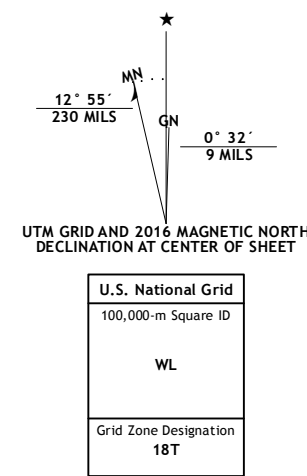 ★
MN
GN
12° 55´
230 MILS
0° 32´
9 MILS
UTM GRID AND 2016 MAGNETIC NORTH
DECLINATION AT CENTER OF SHEET
U.S. National Grid
100,000-m Square ID
WL
Grid Zone Designation
18T